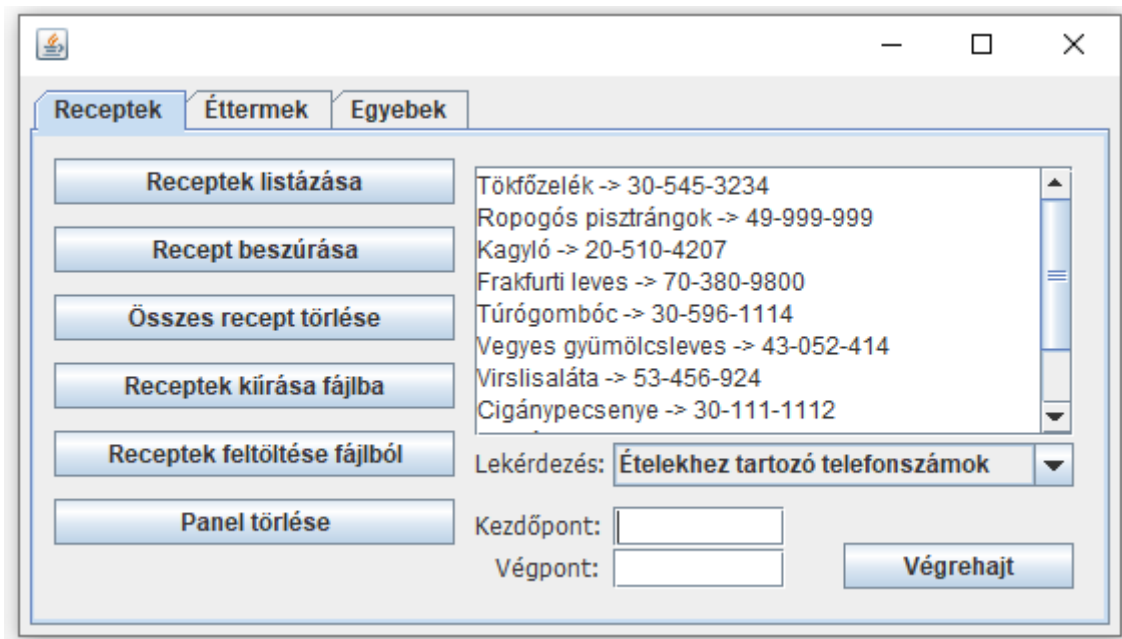 Receptek Éttermek Egyebek
Receptek listázása
Recept beszúrása
Összes recept törlése
Receptek kiírása fájlba
Receptek feltöltése fájlból
Panel törlése
Tökfőzelék -> 30-545-3234
Ropogós pisztrángok -> 49-999-999
Kagyló -> 20-510-4207
Frakfurti leves -> 70-380-9800
Túrógombóc -> 30-596-1114
Vegyes gyümölcsleves -> 43-052-414
Virslisaláta -> 53-456-924
Cigánypecsenye -> 30-111-1112
Lekérdezés: Ételekhez tartozó telefonszámok
Kezdőpont:
Végpont:
Végrehajt